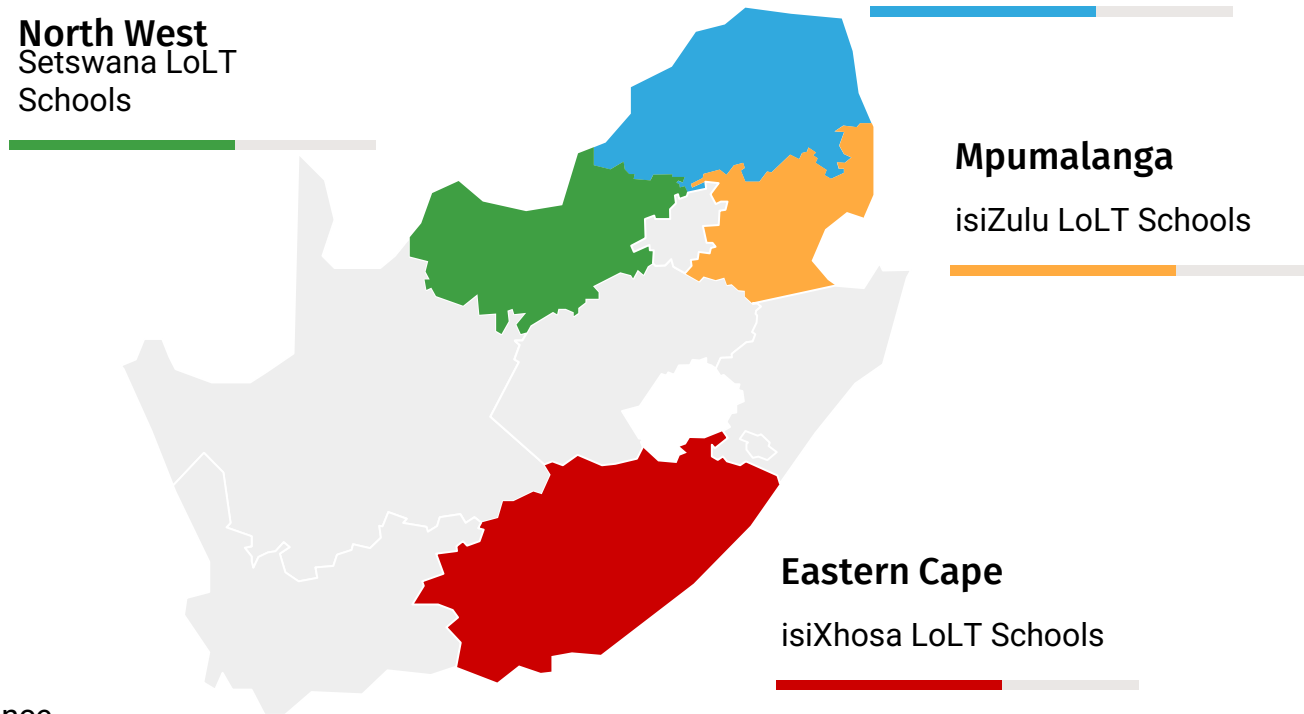 North West
Setswana LoLT
Schools
Mpumalanga
isiZulu LoLT Schools
Eastern Cape
isiXhosa LoLT Schools